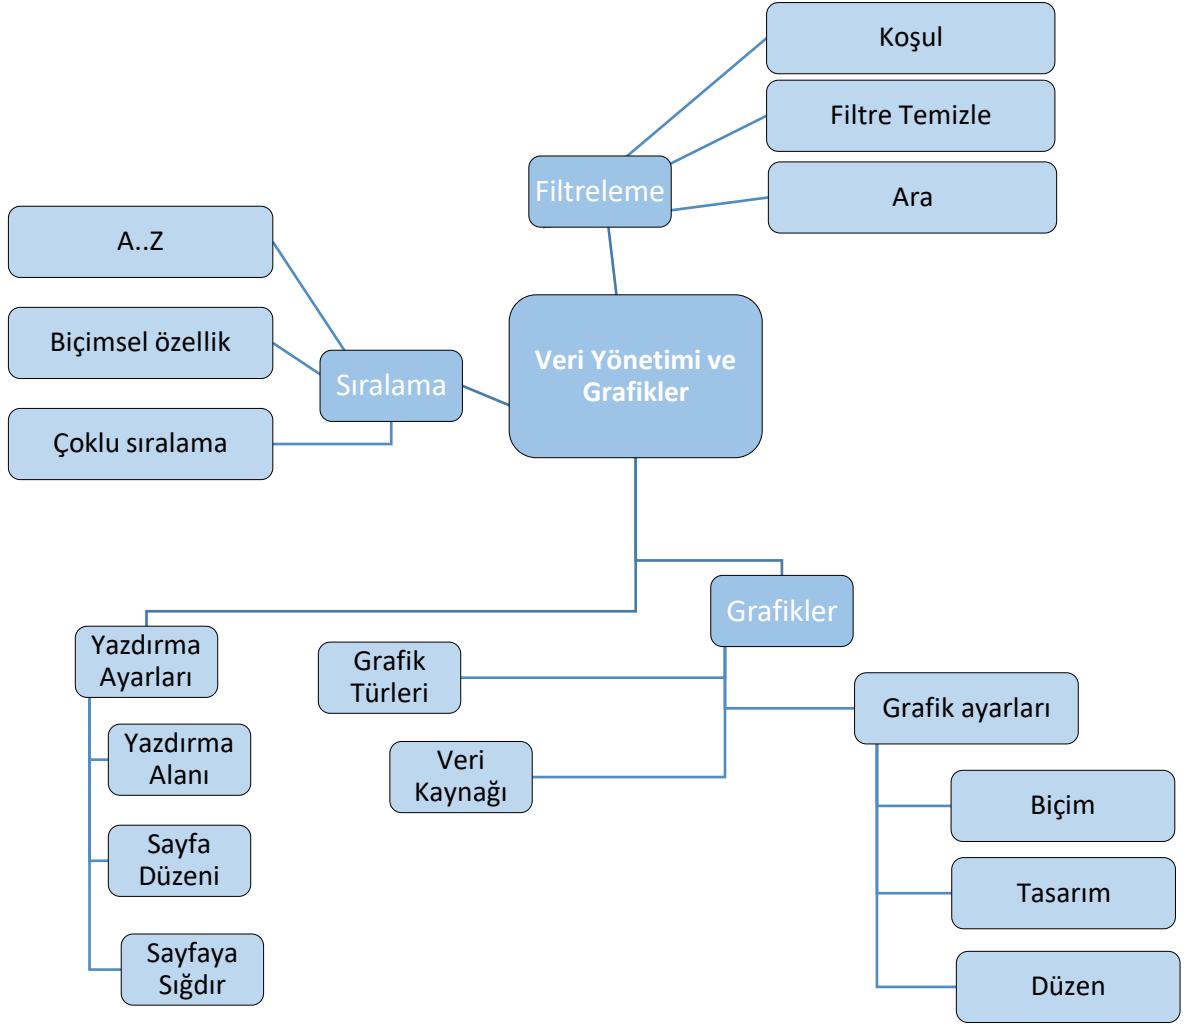 Koşul
Filtre Temizle
Filtreleme
Ara
A..Z
Biçimsel özellik
Sıralama
Çoklu sıralama
Veri Yönetimi ve
Grafikler
Grafikler
Yazdırma
Ayarları
Grafik
Türleri
Grafik ayarları
Yazdırma
Alanı
Veri
Kaynağı
Biçim
Sayfa
Düzeni
Tasarım
Sayfaya
Sığdır
Düzen